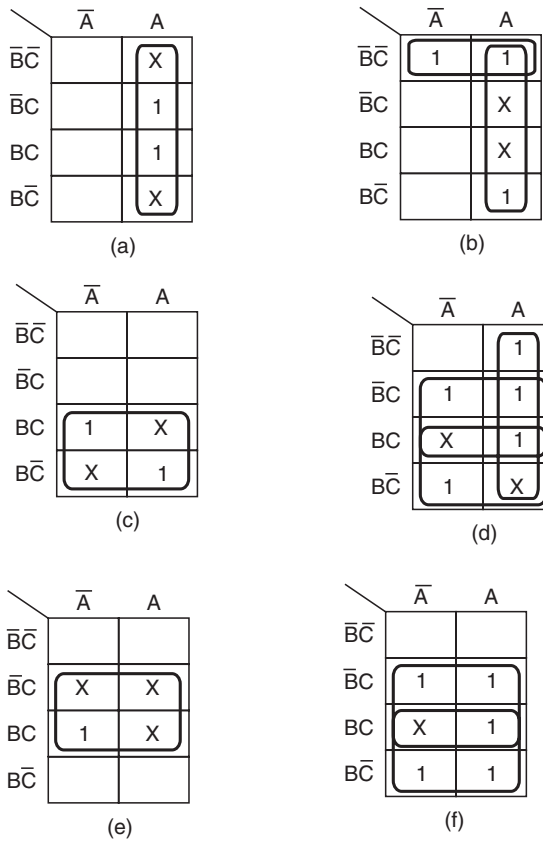 A̅ A
B̅C̅ X
B̅C 1
BC 1
BC̅ X
(a)
A̅ A
B̅C̅ 1 1
B̅C X
BC X
BC̅ 1
(b)
A̅ A
B̅C̅
B̅C
BC 1 X
BC̅ X 1
(c)
A̅ A
B̅C̅ 1
B̅C 1 1
BC X 1
BC̅ 1 X
(d)
A̅ A
B̅C̅
B̅C X X
BC 1 X
BC̅
(e)
A̅ A
B̅C̅
B̅C 1 1
BC X 1
BC̅ 1 1
(f)